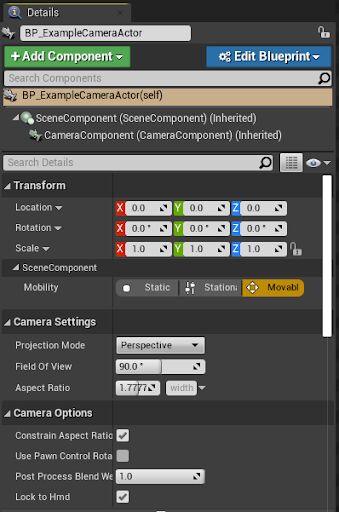 Details
BP_ExampleCameraActor
+ Add Component
Edit Blueprint
Search Components
BP_ExampleCameraActor(self)
SceneComponent (SceneComponent) (Inherited)
CameraComponent (CameraComponent) (Inherited)
Search Details
Transform
Location X 0.0 Y 0.0 Z 0.0
Rotation X 0.0 ° Y 0.0 ° Z 0.0 °
Scale X 1.0 Y 1.0 Z 1.0
SceneComponent
Mobility Static Stationa Movabl
Camera Settings
Projection Mode Perspective
Field Of View 90.0 °
Aspect Ratio 1.7777 width
Camera Options
Constrain Aspect Ratio
Use Pawn Control Rota
Post Process Blend We 1.0
Lock to Hmd